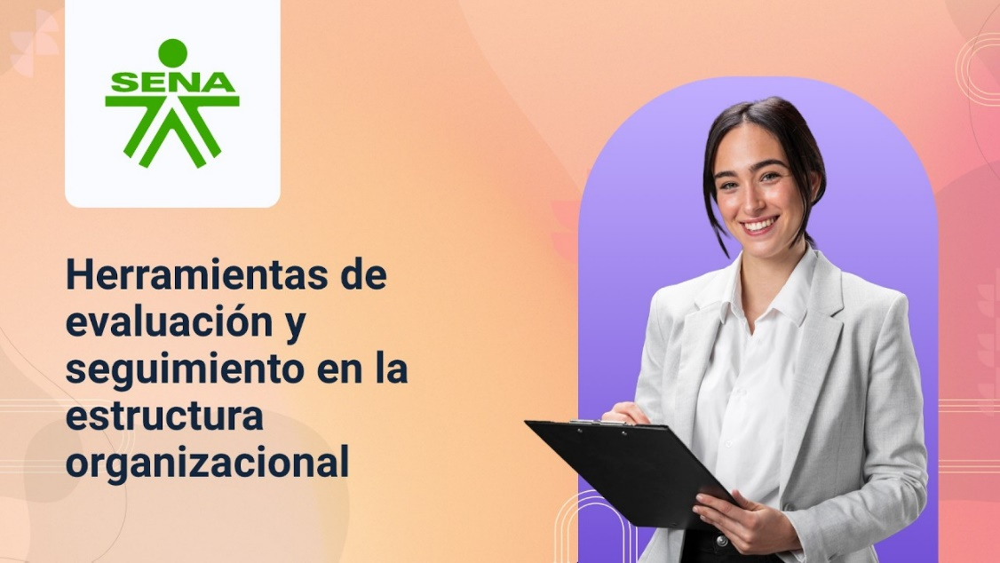 SENA
Herramientas de
evaluación y
seguimiento en la
estructura
organizacional